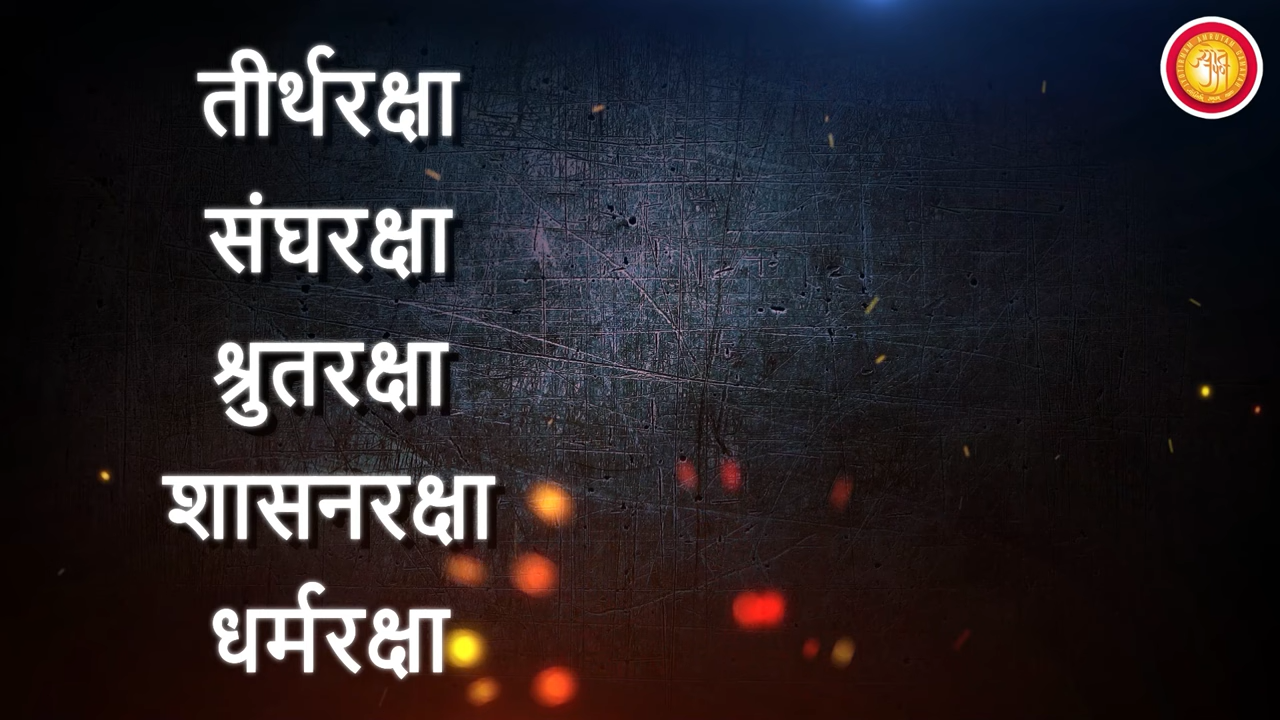 तीर्थरक्षा
संघरक्षा
श्रुतरक्षा
शासनरक्षा
धर्मरक्षा